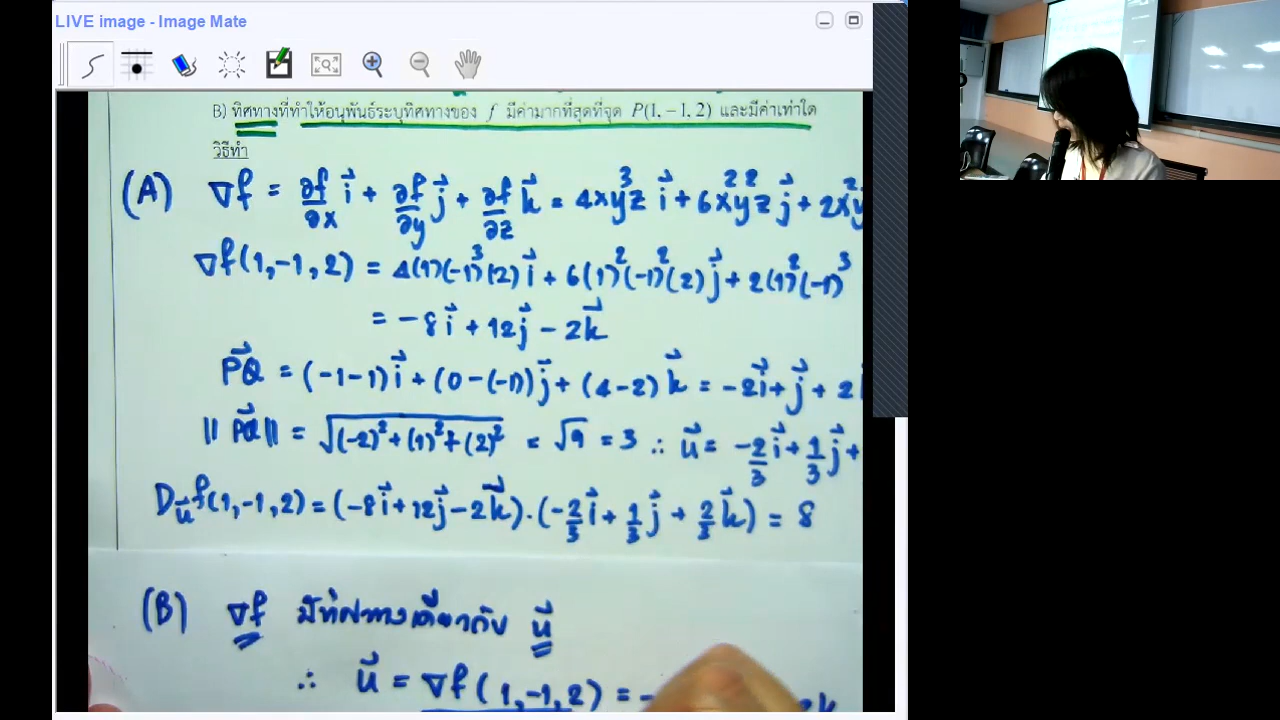 LIVE image - Image Mate
B) ทิศทางที่ทำให้อนุพันธ์ระบุทิศทางของ f มีค่ามากที่สุดที่จุด P(1,−1,2) และมีค่าเท่าใด
วิธีทำ
(A) ∇f = ∂f/∂x i⃗ + ∂f/∂y j⃗ + ∂f/∂z k⃗ = 4xy³z i⃗ + 6x²y²z j⃗ + 2x²y
∇f(1,-1,2) = 4(1)(-1)³(2) i⃗ + 6(1)²(-1)²(2) j⃗ + 2(1)²(-1)³
= -8 i⃗ + 12 j⃗ - 2k⃗
PQ⃗ = (-1-1) i⃗ + (0-(-1)) j⃗ + (4-2) k⃗ = -2 i⃗ + j⃗ + 2
‖PQ⃗‖ = √((-2)²+(1)²+(2)²) = √9 = 3 ∴ u⃗ = -2/3 i⃗ + 1/3 j⃗ +
D_u⃗ f(1,-1,2) = (-8 i⃗ + 12 j⃗ - 2k⃗)·(-2/3 i⃗ + 1/3 j⃗ + 2/3 k⃗) = 8
(B) ∇f มีทิศทางเดียวกับ u⃗
∴ u⃗ = ∇f(1,-1,2) = -